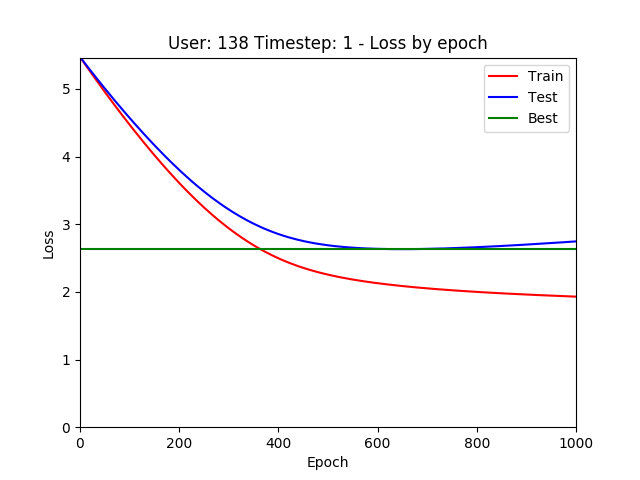 User: 138 Timestep: 1 - Loss by epoch
Train
Test
Best
5
4
3
2
1
0
Loss
0 200 400 600 800 1000
Epoch